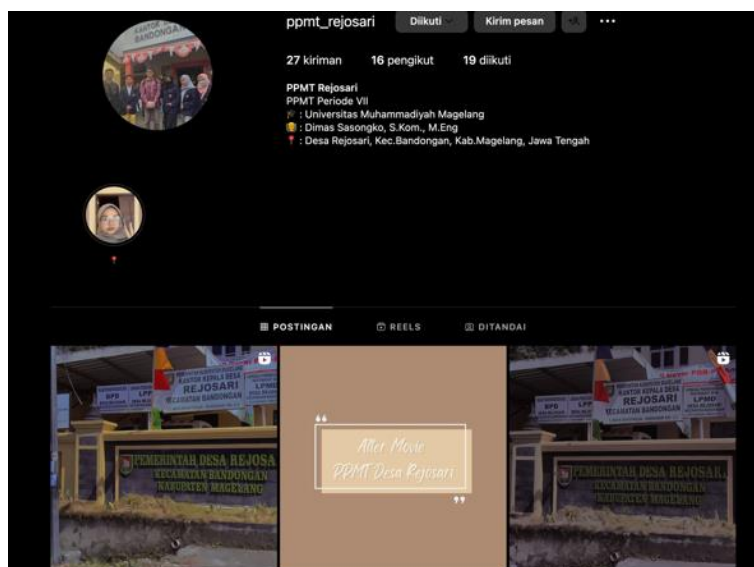 KANTOR
BANDONGAN
ppmt_rejosari Diikuti Kirim pesan
27 kiriman 16 pengikut 19 diikuti
PPMT Rejosari
PPMT Periode VII
: Universitas Muhammadiyah Magelang
: Dimas Sasongko, S.Kom., M.Eng
: Desa Rejosari, Kec.Bandongan, Kab.Magelang, Jawa Tengah
POSTINGAN REELS DITANDAI
KANTOR KEPALA DESA
REJOSARI
KECAMATAN BANDONGAN
BPD
LPMD
PEMERINTAH DESA REJOSA
KECAMATAN BANDONGAN
KABUPATEN MAGELANG
After Movie
PPMT Desa Rejosari
KANTOR KEPALA DESA
REJOSARI
KECAMATAN BANDONGAN
BPD
LPMD
PEMERINTAH DESA REJOSARI
KECAMATAN BANDONGAN
KABUPATEN MAGELANG